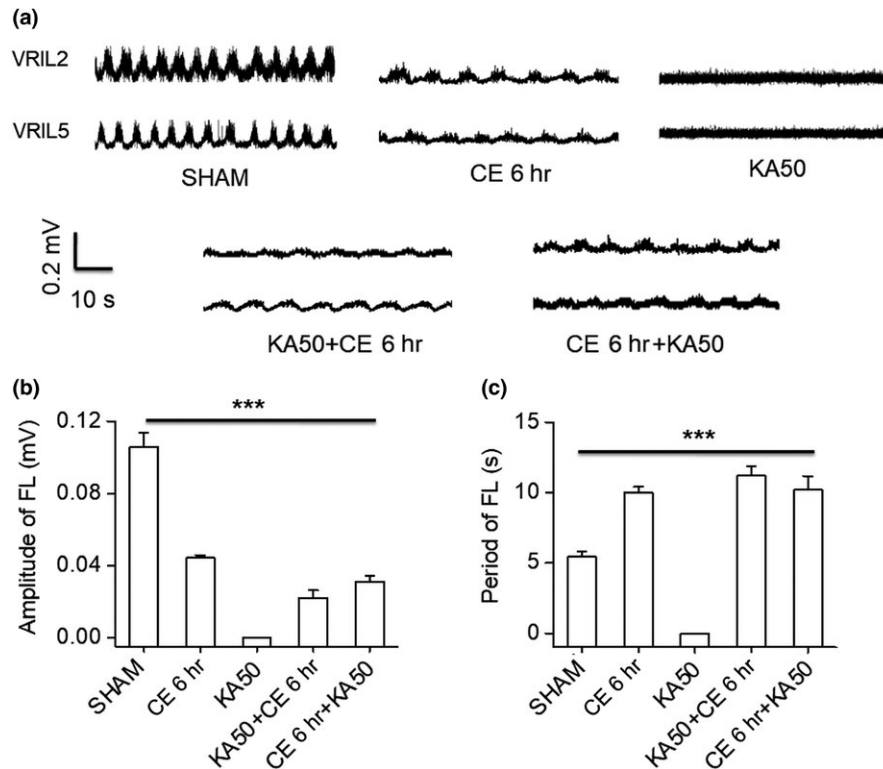 (a)
VRIL2
VRIL5
SHAM
CE 6 hr
KA50
0.2 mV
10 s
KA50+CE 6 hr
CE 6 hr+KA50
(b)
Amplitude of FL (mV)
0.12
0.08
0.04
0.00
***
SHAM
CE 6 hr
KA50
KA50+CE 6 hr
CE 6 hr+KA50
(c)
Period of FL (s)
15
10
5
0
***
SHAM
CE 6 hr
KA50
KA50+CE 6 hr
CE 6 hr+KA50